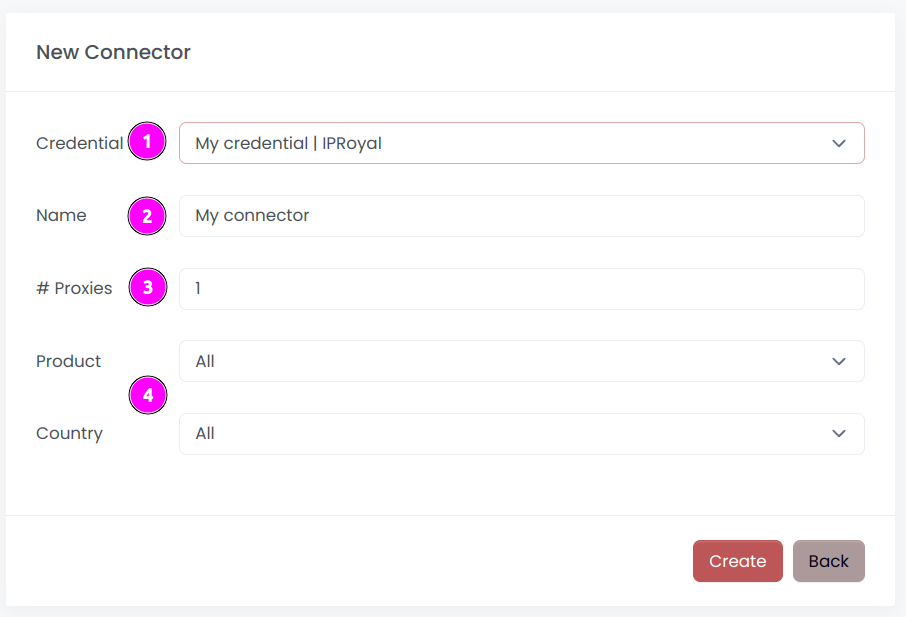 New Connector
Credential 1 My credential | IPRoyal
Name 2 My connector
# Proxies 3 1
Product All
4
Country All
Create Back